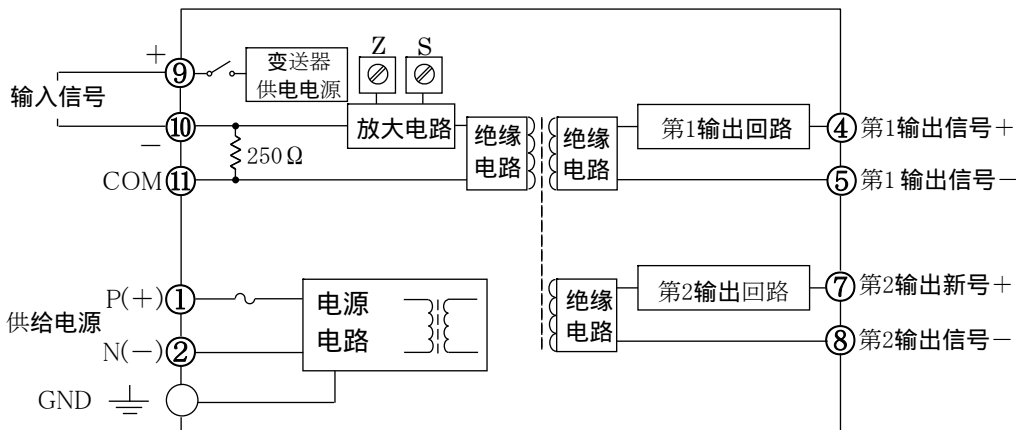 +
⑨
变送器
供电电源
Z
S
输入信号
⑩
−
放大电路
250Ω
COM
⑪
绝缘
电路
绝缘
电路
第1输出回路
④
第1输出信号+
⑤
第1输出信号−
P(+)
①
供给电源
N(−)
②
GND
电源
电路
绝缘
电路
第2输出回路
⑦
第2输出新号+
⑧
第2输出信号−